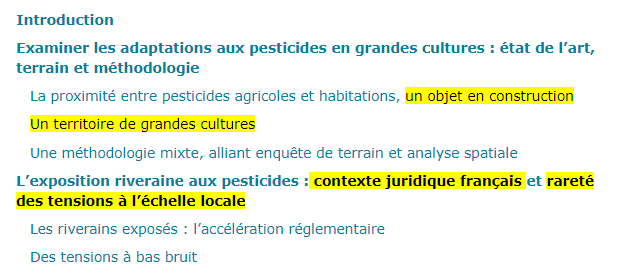 Introduction
Examiner les adaptations aux pesticides en grandes cultures : état de l’art,
terrain et méthodologie
La proximité entre pesticides agricoles et habitations, un objet en construction
Un territoire de grandes cultures
Une méthodologie mixte, alliant enquête de terrain et analyse spatiale
L’exposition riveraine aux pesticides : contexte juridique français et rareté
des tensions à l’échelle locale
Les riverains exposés : l’accélération réglementaire
Des tensions à bas bruit